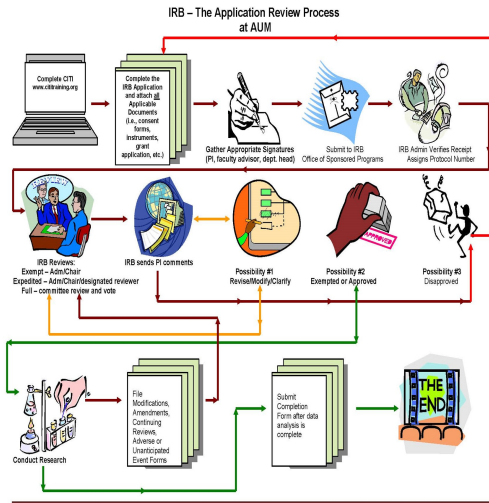 IRB – The Application Review Process
at AUM
Complete CITI
www.cititraining.org
Complete the
IRB Application
and attach all
Applicable
Documents
(i.e., consent
forms,
instruments,
grant
application, etc.)
Gather Appropriate Signatures
(PI, faculty advisor, dept. head)
Submit to IRB
Office of Sponsored Programs
IRB Admin Verifies Receipt
Assigns Protocol Number
IRB Reviews:
Exempt – Adm/Chair
Expedited – Adm/Chair/designated reviewer
Full – committee review and vote
IRB sends PI comments
Possibility #1
Revise/Modify/Clarify
APPROVED
Possibility #2
Exempted or Approved
Possibility #3
Disapproved
Conduct Research
File
Modifications,
Amendments,
Continuing
Reviews,
Adverse or
Unanticipated
Event Forms
Submit
Completion
Form after data
analysis is
complete
THE
END